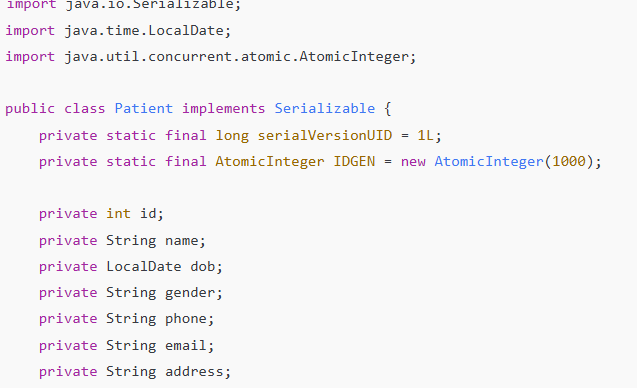 import java.io.Serializable;
import java.time.LocalDate;
import java.util.concurrent.atomic.AtomicInteger;

public class Patient implements Serializable {
    private static final long serialVersionUID = 1L;
    private static final AtomicInteger IDGEN = new AtomicInteger(1000);

    private int id;
    private String name;
    private LocalDate dob;
    private String gender;
    private String phone;
    private String email;
    private String address;